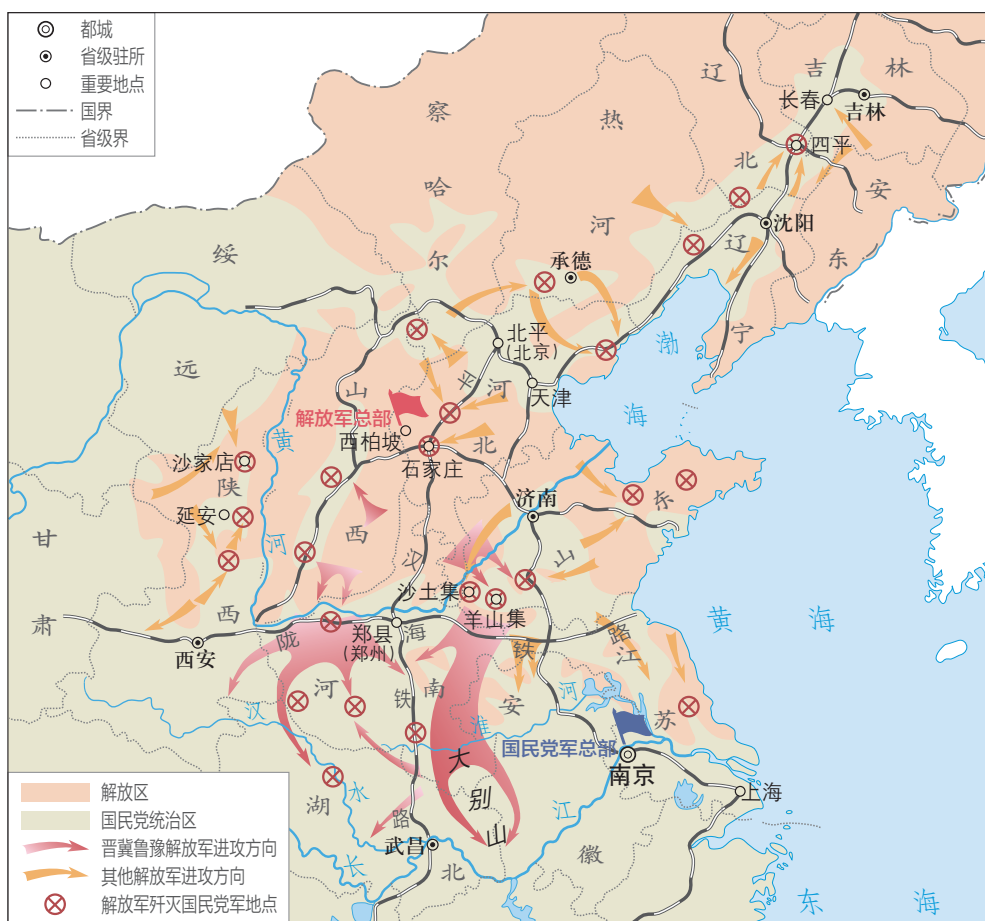 都城
省级驻所
重要地点
国界
省级界
察
哈
尔
热
河
辽
北
吉
林
长春
吉林
四平
安
东
沈阳
辽
宁
绥
远
承德
北平
(北京)
天津
渤
海
山
西
平
汉
铁
路
河
北
解放军总部
西柏坡
石家庄
黄
河
沙家店
陕
西
延安
甘
肃
西安
济南
山
东
沙土集
羊山集
郑县
(郑州)
陇
海
铁
路
河
南
安
徽
江
苏
黄
海
汉
水
淮
河
大
别
山
国民党军总部
南京
上海
湖
北
武昌
长
江
东
海
解放区
国民党统治区
晋冀鲁豫解放军进攻方向
其他解放军进攻方向
解放军歼灭国民党军地点